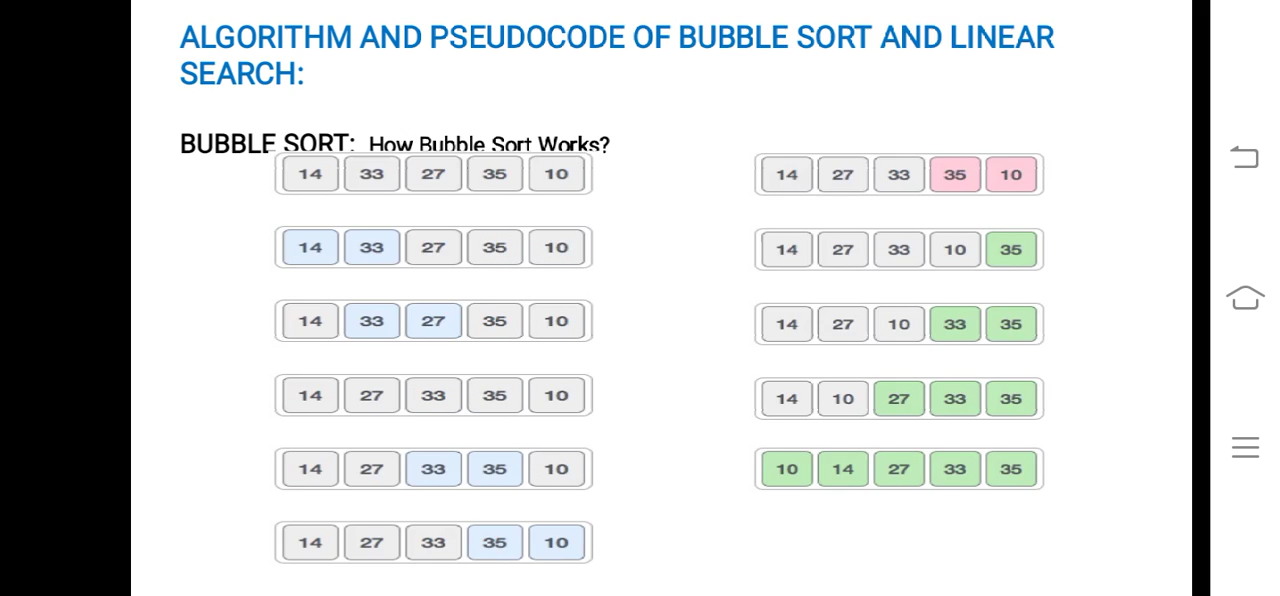 ALGORITHM AND PSEUDOCODE OF BUBBLE SORT AND LINEAR
SEARCH:
BUBBLE SORT: How Bubble Sort Works?
14 33 27 35 10
14 33 27 35 10
14 33 27 35 10
14 27 33 35 10
14 27 33 35 10
14 27 33 35 10
14 27 33 35 10
14 27 33 10 35
14 27 10 33 35
14 10 27 33 35
10 14 27 33 35